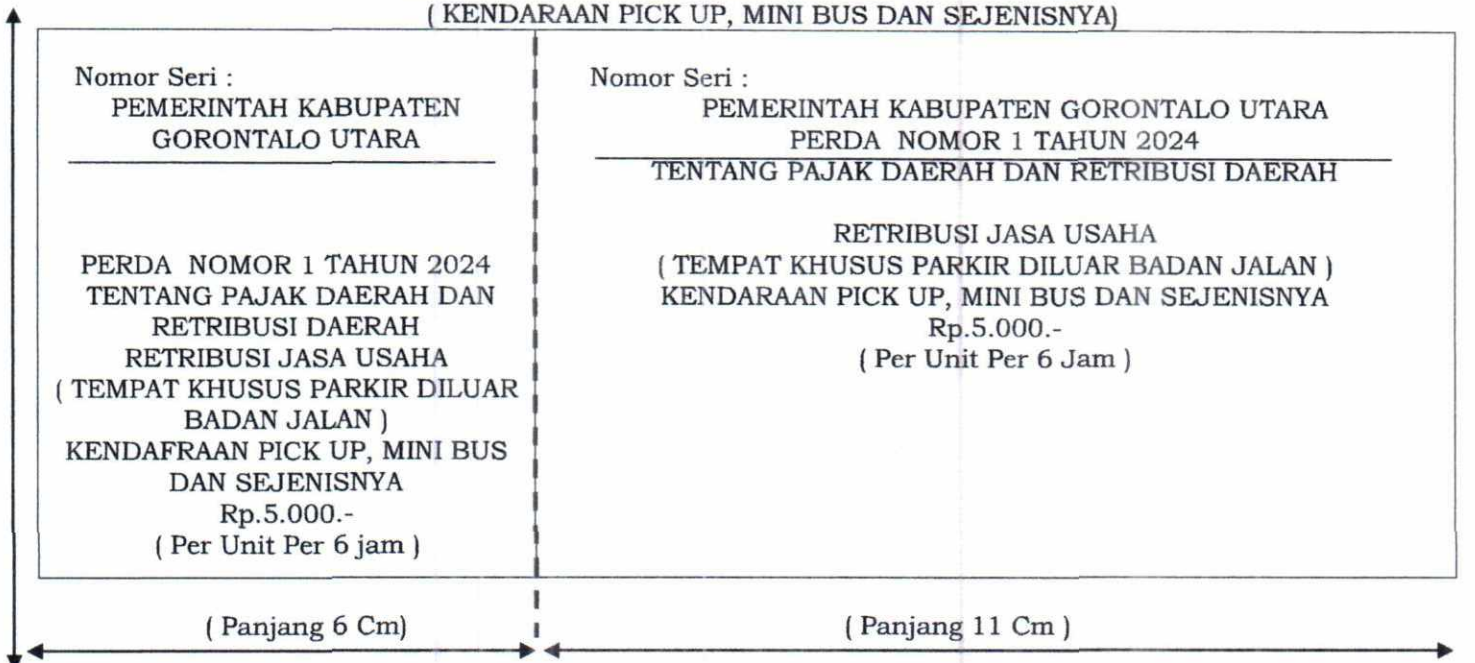 ( KENDARAAN PICK UP, MINI BUS DAN SEJENISNYA)
Nomor Seri :
PEMERINTAH KABUPATEN
GORONTALO UTARA
PERDA NOMOR 1 TAHUN 2024
TENTANG PAJAK DAERAH DAN
RETRIBUSI DAERAH
RETRIBUSI JASA USAHA
( TEMPAT KHUSUS PARKIR DILUAR
BADAN JALAN )
KENDAFRAAN PICK UP, MINI BUS
DAN SEJENISNYA
Rp.5.000.-
( Per Unit Per 6 jam )
Nomor Seri :
PEMERINTAH KABUPATEN GORONTALO UTARA
PERDA NOMOR 1 TAHUN 2024
TENTANG PAJAK DAERAH DAN RETRIBUSI DAERAH
RETRIBUSI JASA USAHA
( TEMPAT KHUSUS PARKIR DILUAR BADAN JALAN )
KENDARAAN PICK UP, MINI BUS DAN SEJENISNYA
Rp.5.000.-
( Per Unit Per 6 Jam )
( Panjang 6 Cm)
( Panjang 11 Cm )